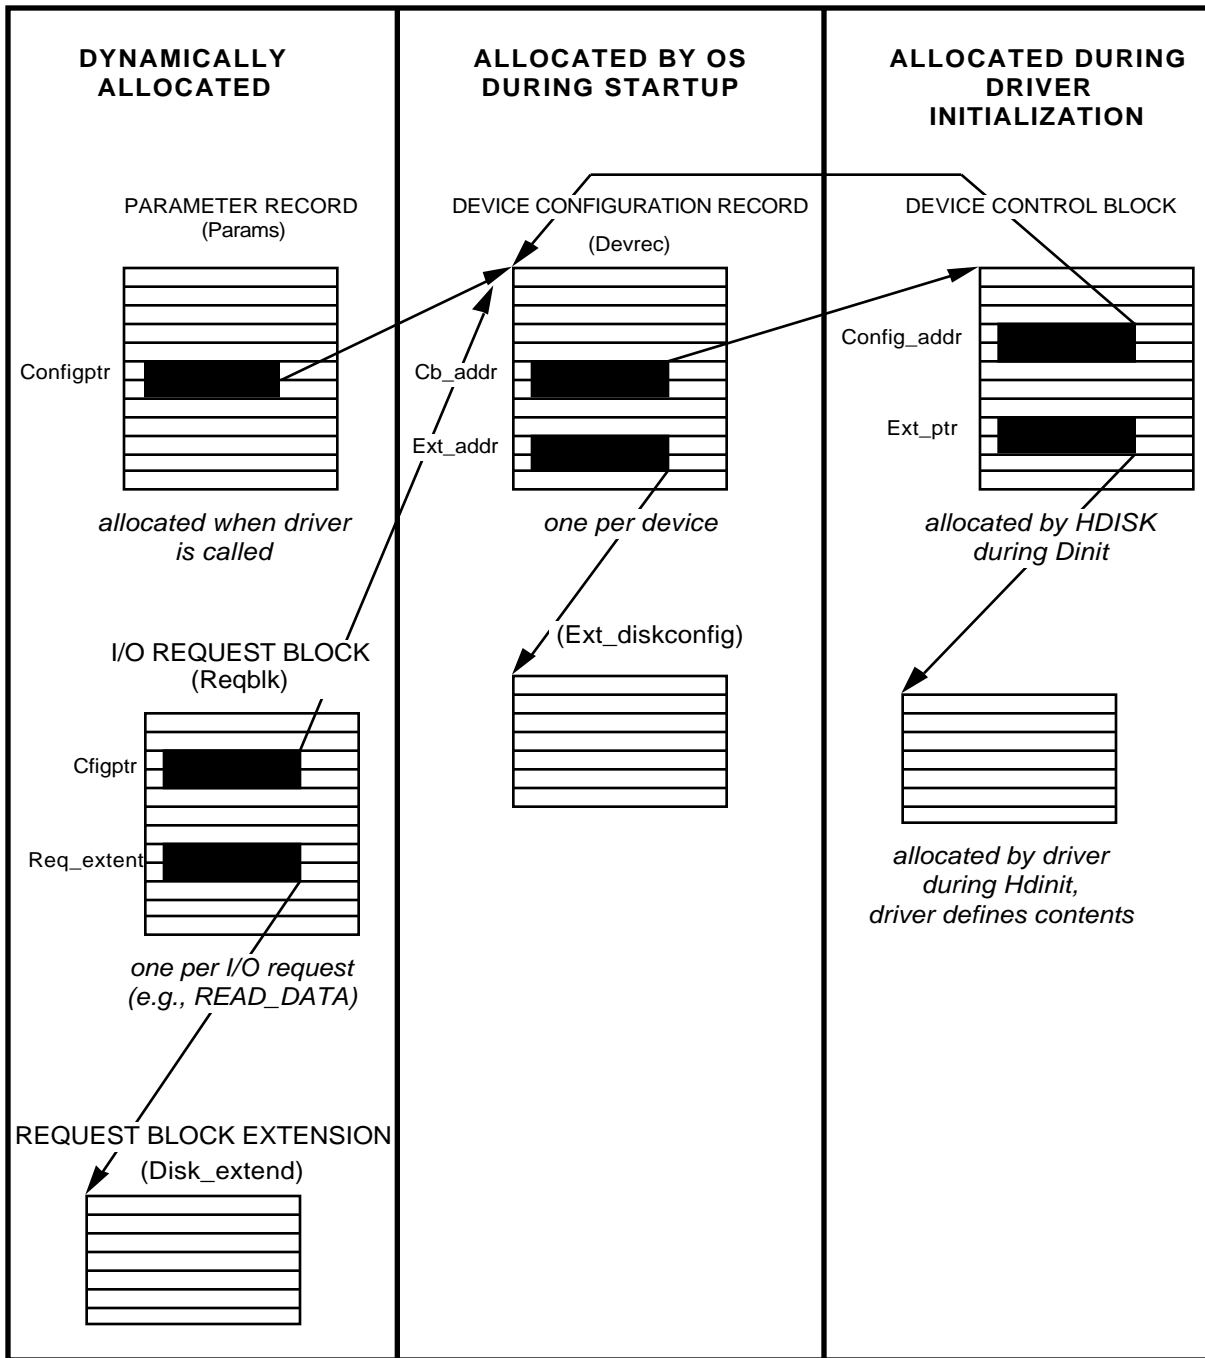 DYNAMICALLY
ALLOCATED
PARAMETER RECORD
(Params)
Configptr
allocated when driver
is called
I/O REQUEST BLOCK
(Reqblk)
Cfigptr
Req_extent
one per I/O request
(e.g., READ_DATA)
REQUEST BLOCK EXTENSION
(Disk_extend)
ALLOCATED BY OS
DURING STARTUP
DEVICE CONFIGURATION RECORD
(Devrec)
Cb_addr
Ext_addr
one per device
(Ext_diskconfig)
ALLOCATED DURING
DRIVER
INITIALIZATION
DEVICE CONTROL BLOCK
Config_addr
Ext_ptr
allocated by HDISK
during Dinit
allocated by driver
during Hdinit,
driver defines contents